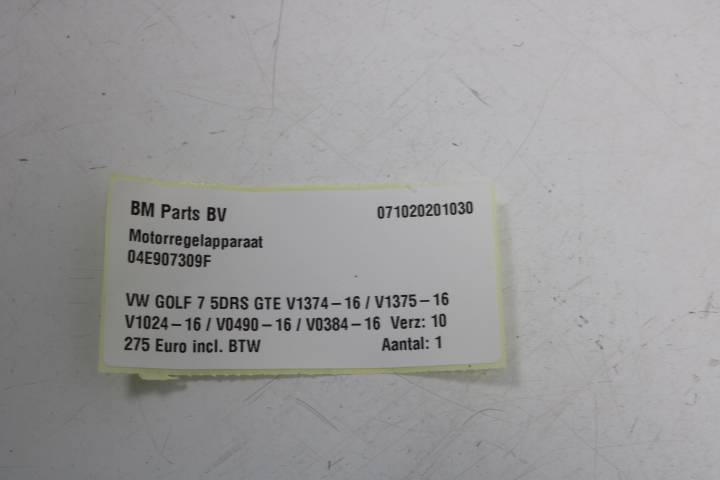 BM Parts BV 071020201030
Motorregelapparaat
04E907309F
VW GOLF 7 5DRS GTE V1374-16 / V1375-16
V1024-16 / V0490-16 / V0384-16 Verz: 10
275 Euro incl. BTW Aantal: 1